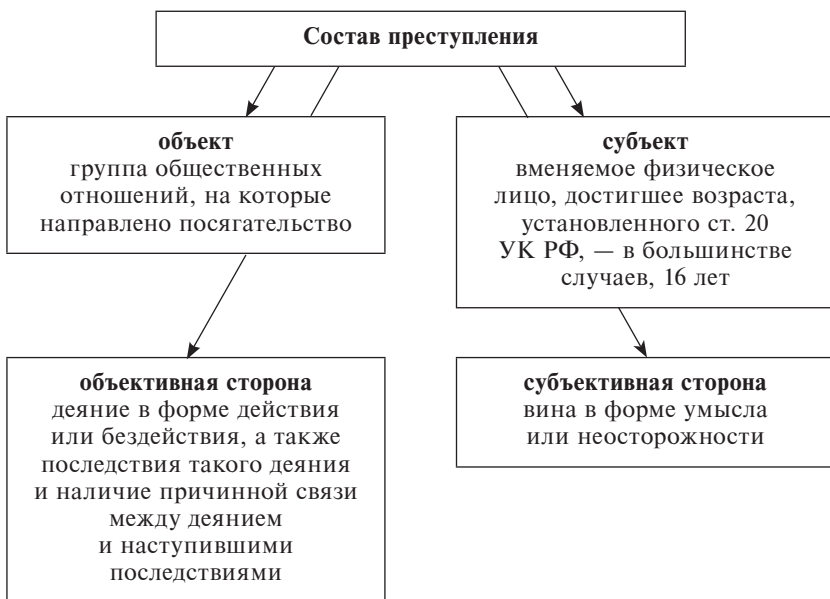 Состав преступления
объект
группа общественных
отношений, на которые
направлено посягательство
субъект
вменяемое физическое
лицо, достигшее возраста,
установленного ст. 20
УК РФ, — в большинстве
случаев, 16 лет
объективная сторона
деяние в форме действия
или бездействия, а также
последствия такого деяния
и наличие причинной связи
между деянием
и наступившими
последствиями
субъективная сторона
вина в форме умысла
или неосторожности